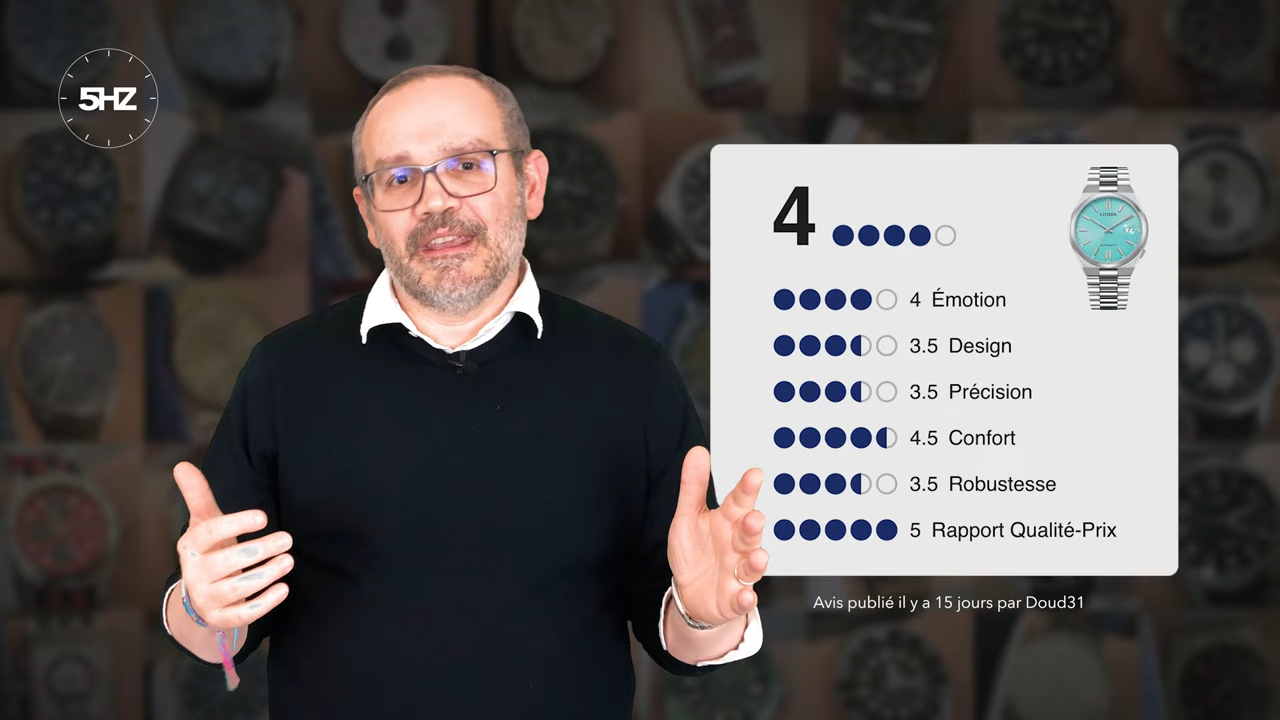 5HZ
4
CITIZEN
4 Émotion
3.5 Design
3.5 Précision
4.5 Confort
3.5 Robustesse
5 Rapport Qualité-Prix
Avis publié il y a 15 jours par Doud31